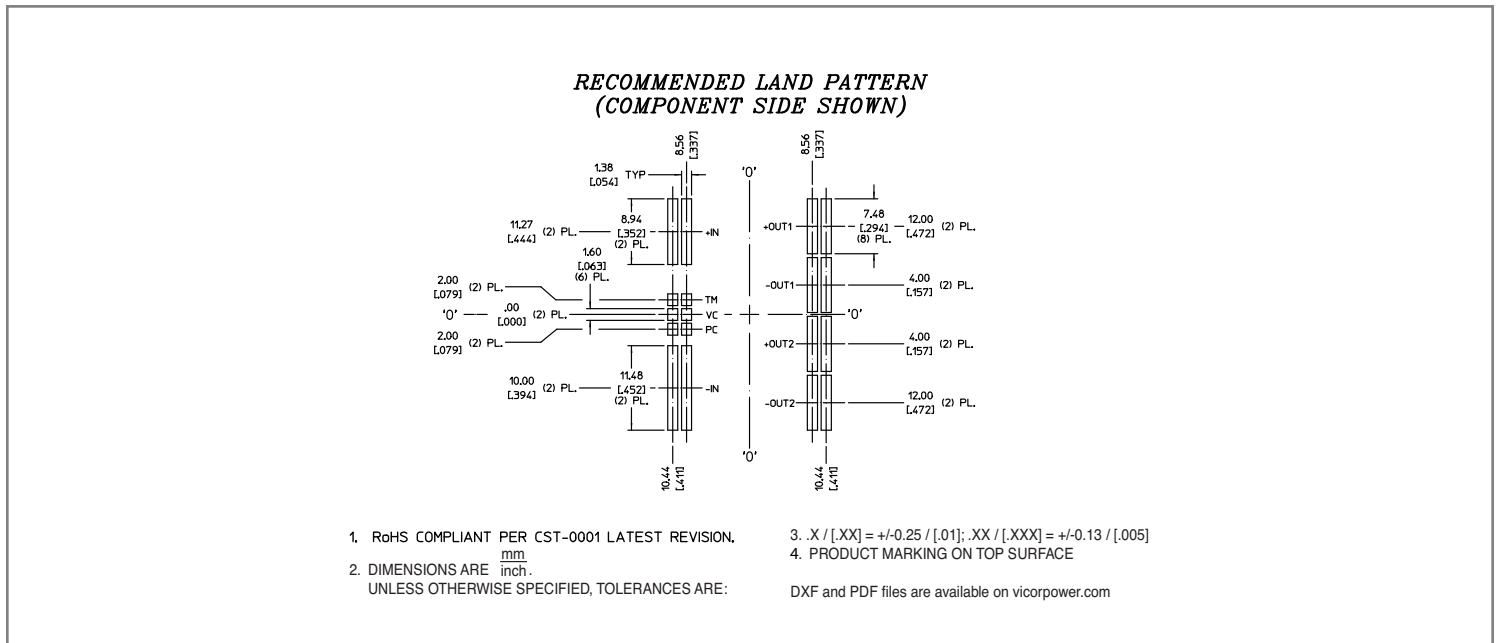 RECOMMENDED LAND PATTERN
(COMPONENT SIDE SHOWN)
8.56
[.337]
8.56
[.337]
1.38
[.054] TYP
'0'
11.27
[.444] (2) PL.
8.94
[.352]
(2) PL.
+IN
+OUT1
7.48
[.294]
(8) PL.
12.00
[.472] (2) PL.
1.60
[.063]
(6) PL.
2.00
[.079] (2) PL.
TM
-OUT1
4.00
[.157] (2) PL.
'0'
.00
[.000] (2) PL.
VC
'0'
2.00
[.079] (2) PL.
PC
+OUT2
4.00
[.157] (2) PL.
10.00
[.394] (2) PL.
11.48
[.452]
(2) PL.
-IN
-OUT2
12.00
[.472] (2) PL.
'0'
10.44
[.411]
10.44
[.411]
1. RoHS COMPLIANT PER CST-0001 LATEST REVISION.
2. DIMENSIONS ARE mm
inch.
UNLESS OTHERWISE SPECIFIED, TOLERANCES ARE:
3. .X / [.XX] = +/-0.25 / [.01]; .XX / [.XXX] = +/-0.13 / [.005]
4. PRODUCT MARKING ON TOP SURFACE
DXF and PDF files are available on vicorpower.com